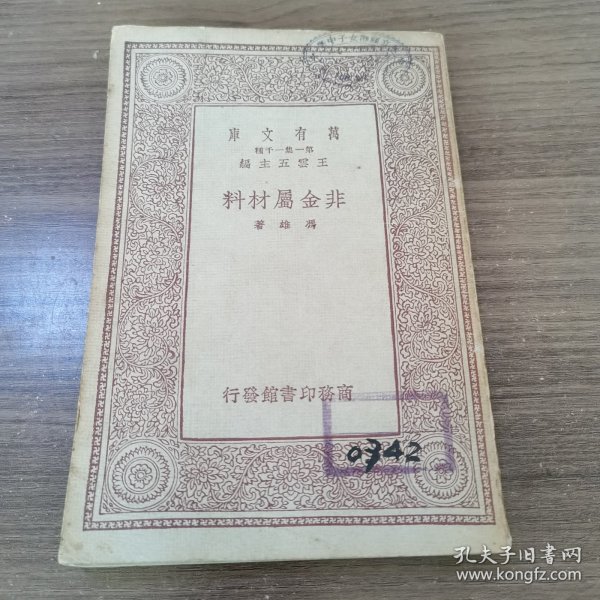 萬有文庫
第一集一千種
王雲五主編
非金屬材料
馮雄著
商務印書館發行
0342
孔夫子旧书网
www.kongfz.com